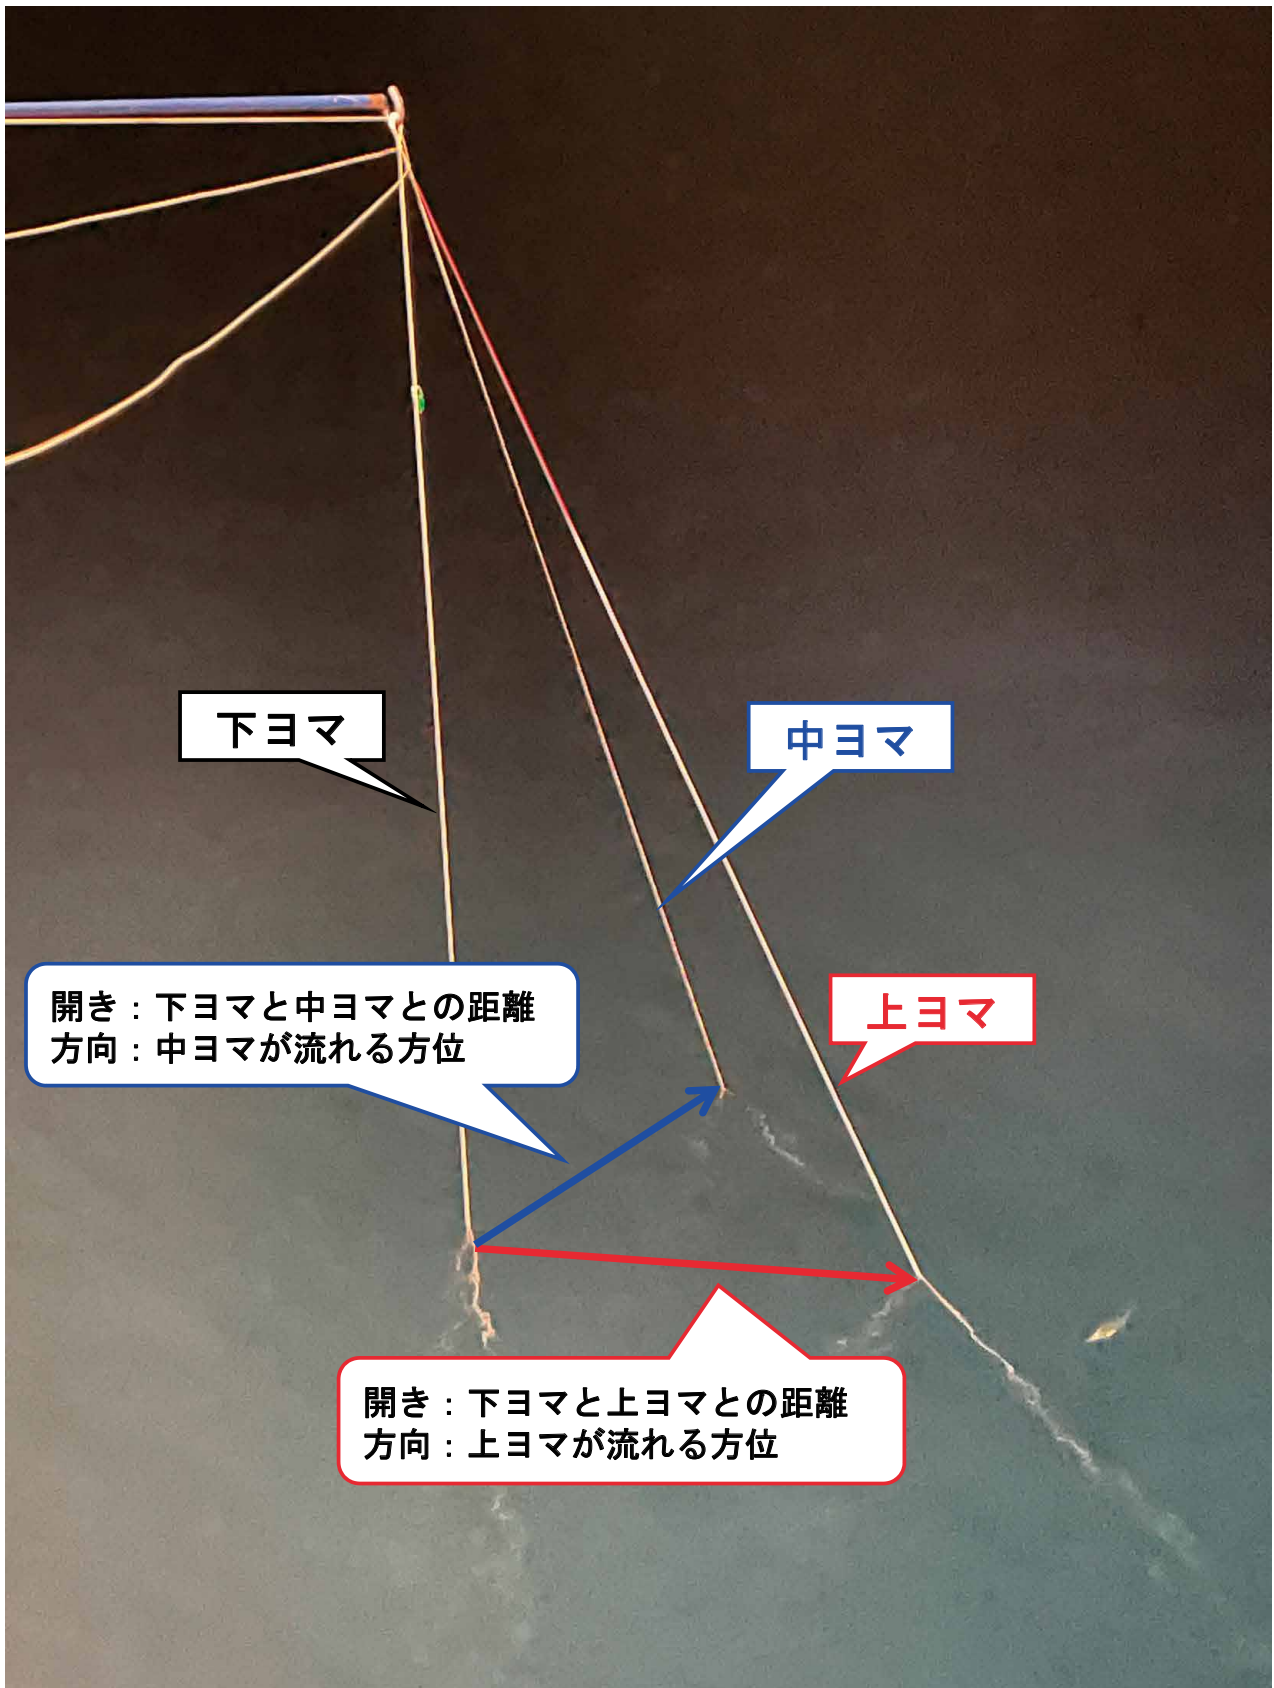 下ヨマ
中ヨマ
開き：下ヨマと中ヨマとの距離
方向：中ヨマが流れる方位
上ヨマ
開き：下ヨマと上ヨマとの距離
方向：上ヨマが流れる方位